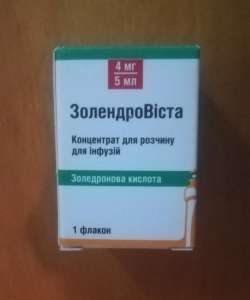 4 мг
5 мл
ЗолендроВіста
Концентрат для розчину
для інфузій
Золедронова кислота
1 флакон